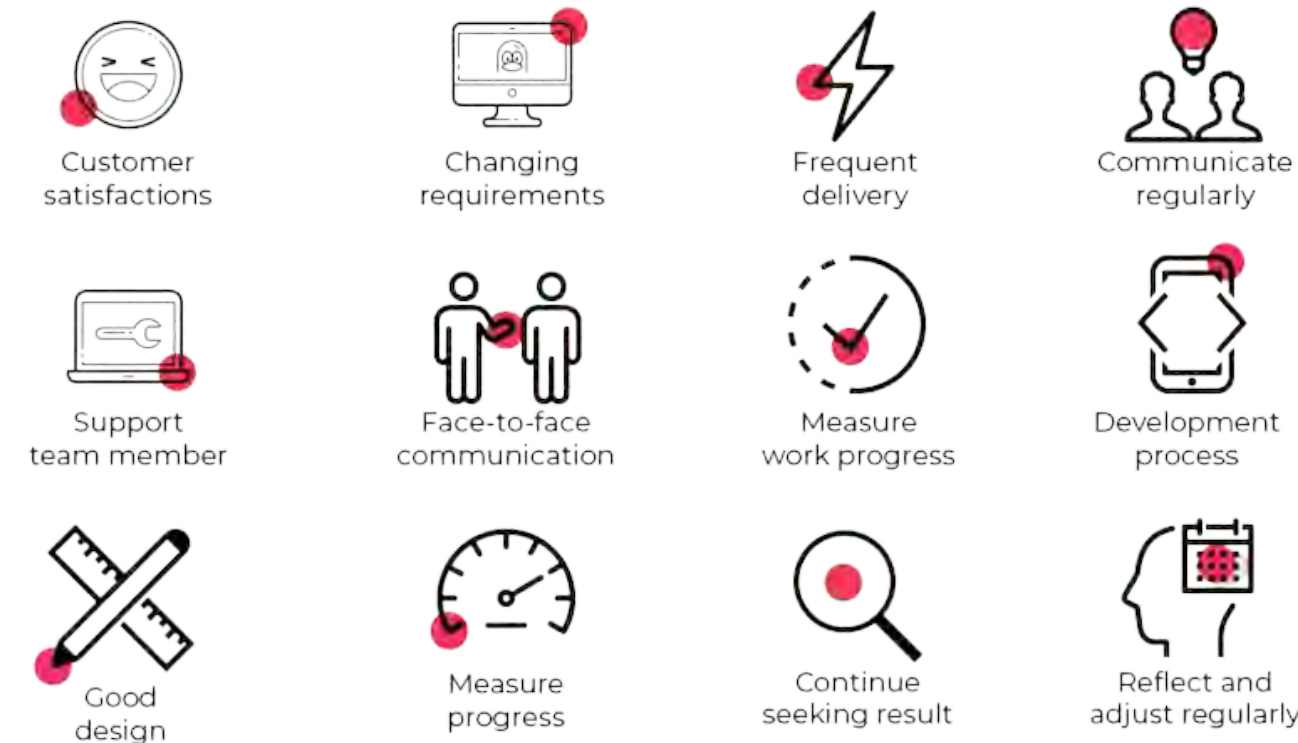 Customer
satisfactions
Changing
requirements
Frequent
delivery
Communicate
regularly
Support
team member
Face-to-face
communication
Measure
work progress
Development
process
Good
design
Measure
progress
Continue
seeking result
Reflect and
adjust regularly